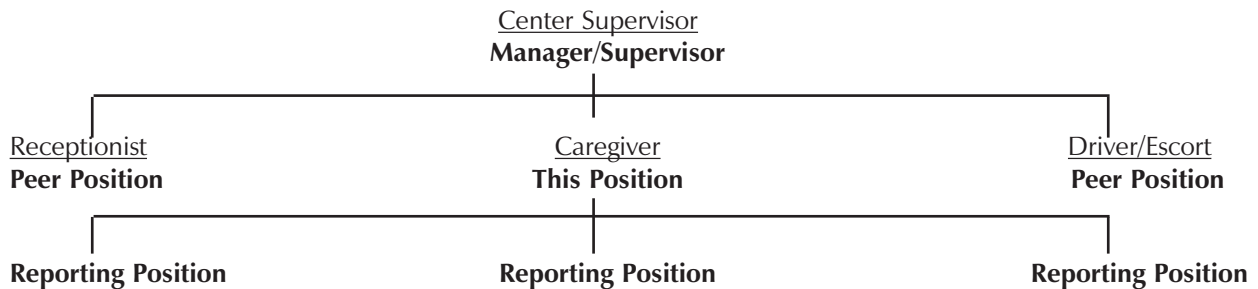 Center Supervisor
Manager/Supervisor
Receptionist Caregiver Driver/Escort
Peer Position This Position Peer Position
Reporting Position Reporting Position Reporting Position